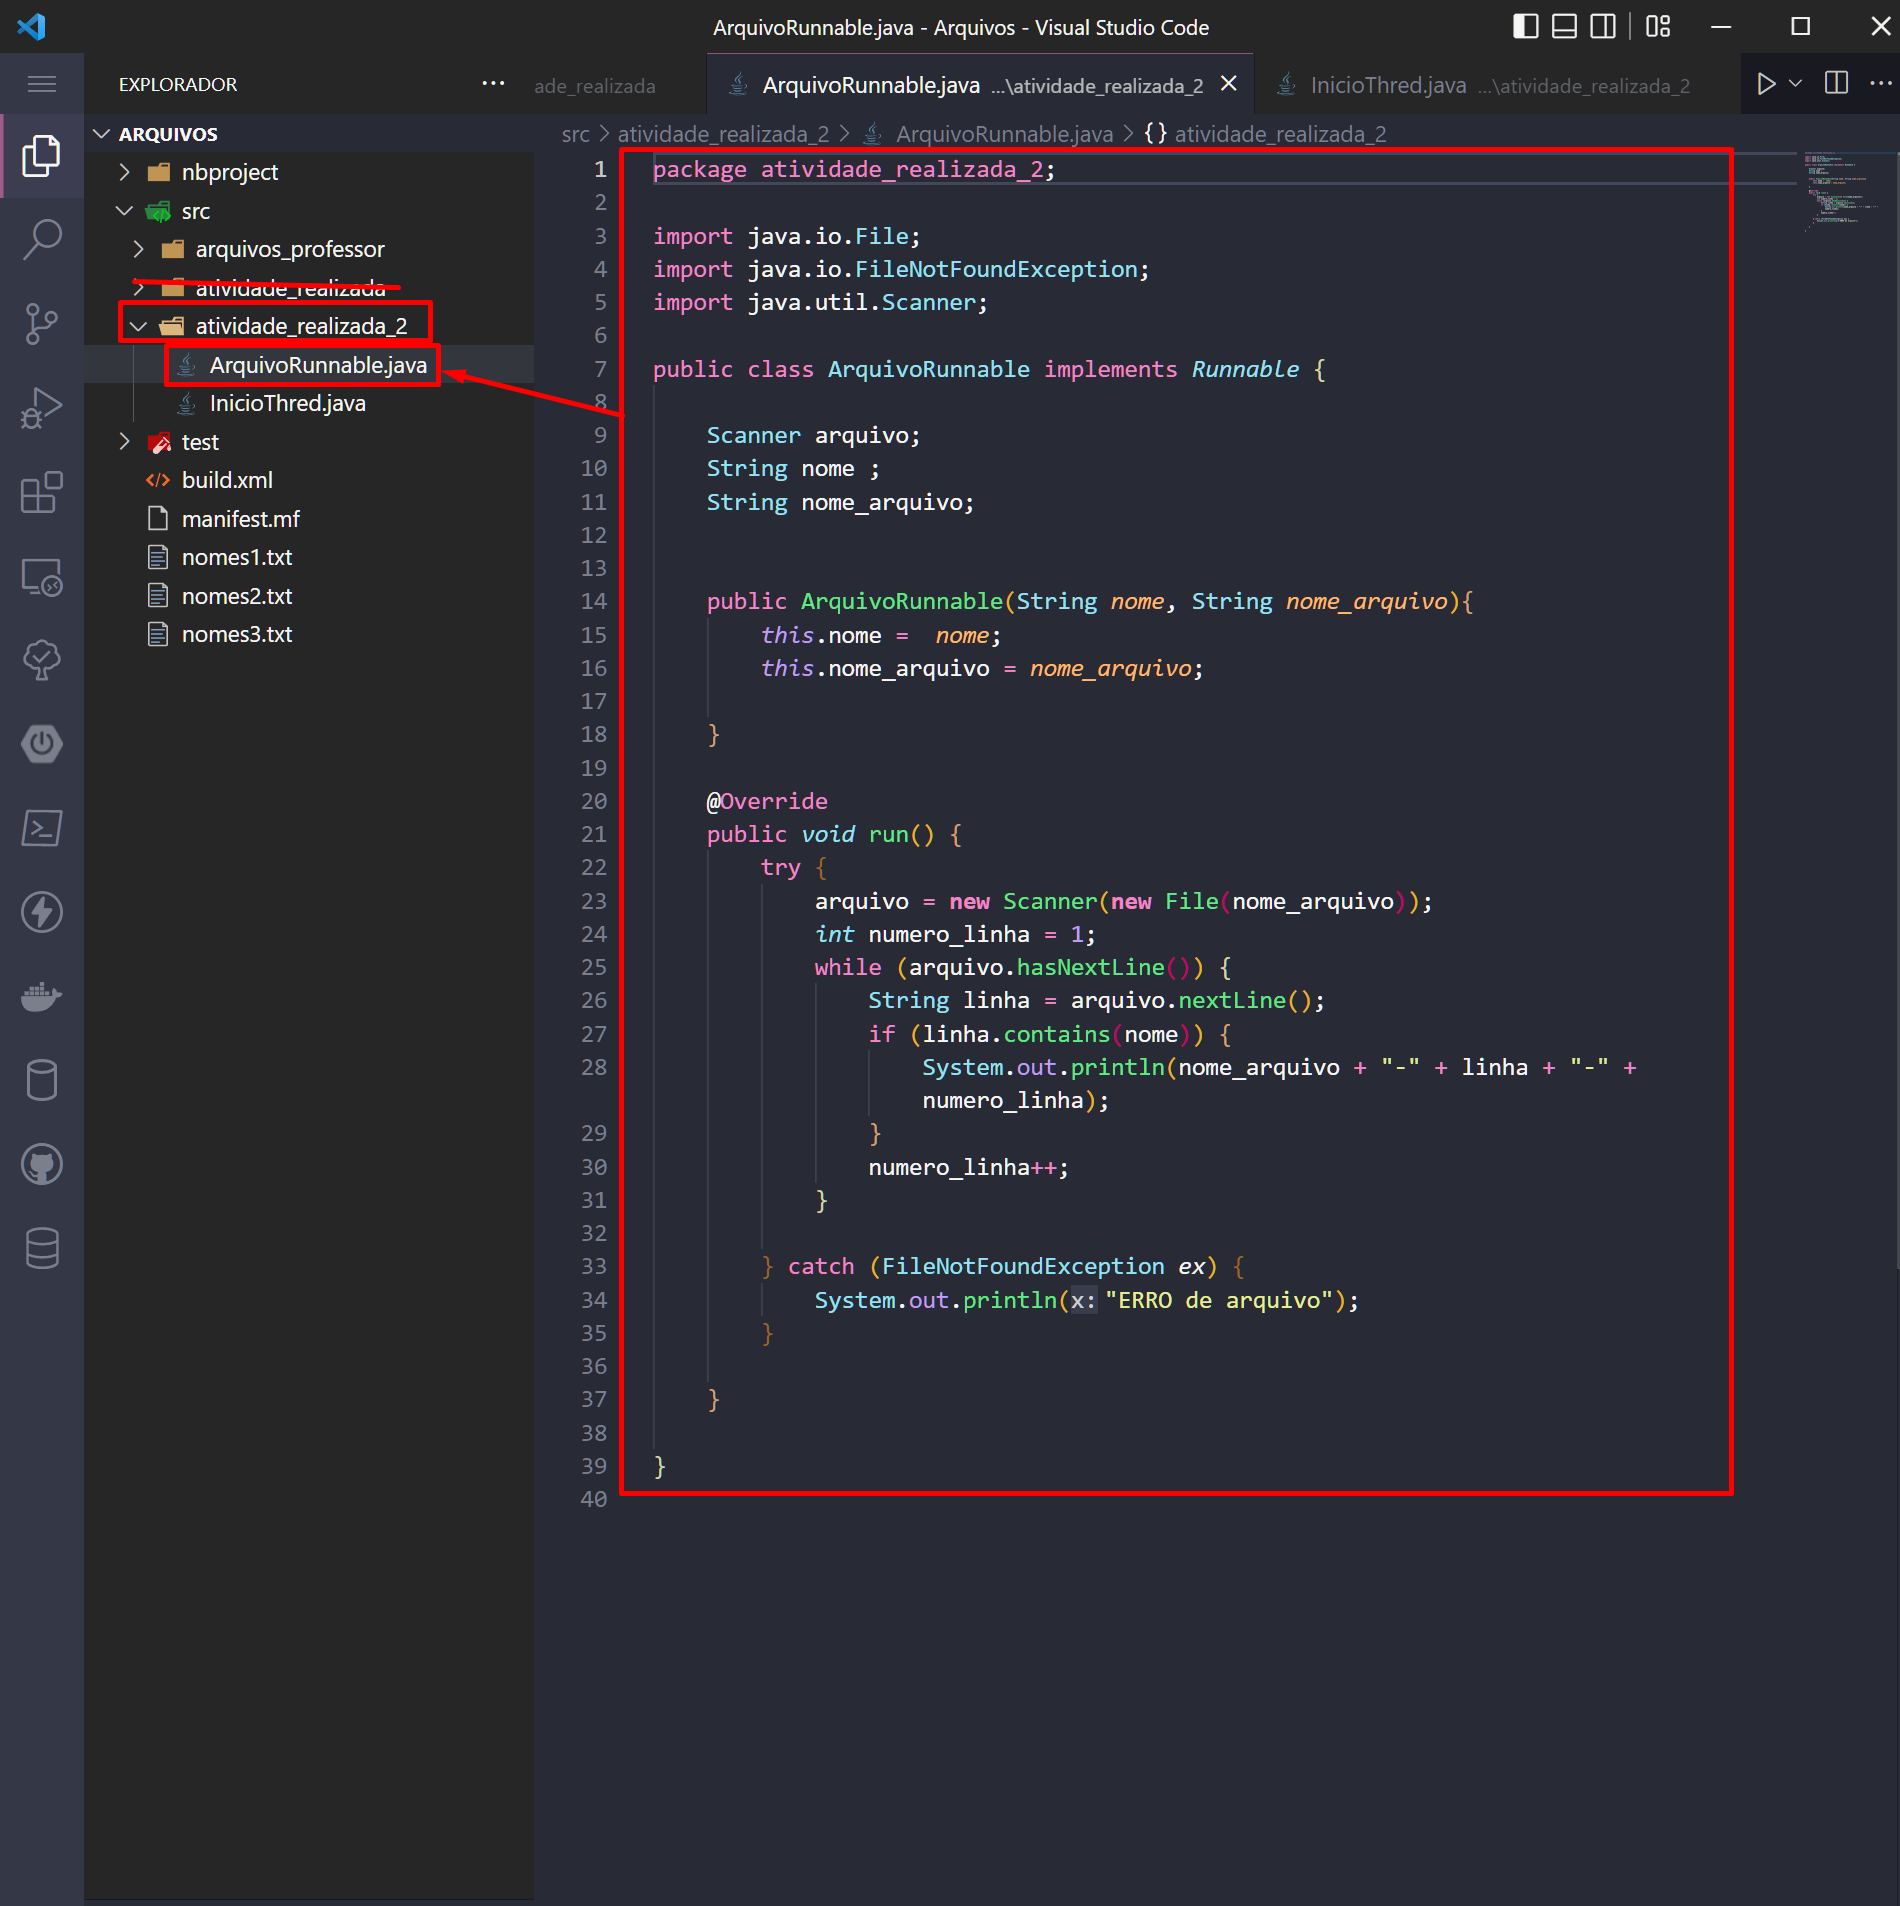 ArquivoRunnable.java - Arquivos - Visual Studio Code
EXPLORADOR
ade_realizada
ArquivoRunnable.java ...\atividade_realizada_2
InicioThred.java ...\atividade_realizada_2
ARQUIVOS
nbproject
src
arquivos_professor
atividade_realizada
atividade_realizada_2
ArquivoRunnable.java
InicioThred.java
test
build.xml
manifest.mf
nomes1.txt
nomes2.txt
nomes3.txt
src > atividade_realizada_2 > ArquivoRunnable.java > {} atividade_realizada_2
1 package atividade_realizada_2;
2
3 import java.io.File;
4 import java.io.FileNotFoundException;
5 import java.util.Scanner;
6
7 public class ArquivoRunnable implements Runnable {
8
9 Scanner arquivo;
10 String nome ;
11 String nome_arquivo;
12
13
14 public ArquivoRunnable(String nome, String nome_arquivo){
15 this.nome =  nome;
16 this.nome_arquivo = nome_arquivo;
17
18 }
19
20 @Override
21 public void run() {
22 try {
23 arquivo = new Scanner(new File(nome_arquivo));
24 int numero_linha = 1;
25 while (arquivo.hasNextLine()) {
26 String linha = arquivo.nextLine();
27 if (linha.contains(nome)) {
28 System.out.println(nome_arquivo + "-" + linha + "-" +
numero_linha);
29 }
30 numero_linha++;
31 }
32
33 } catch (FileNotFoundException ex) {
34 System.out.println(x: "ERRO de arquivo");
35 }
36
37 }
38
39 }
40